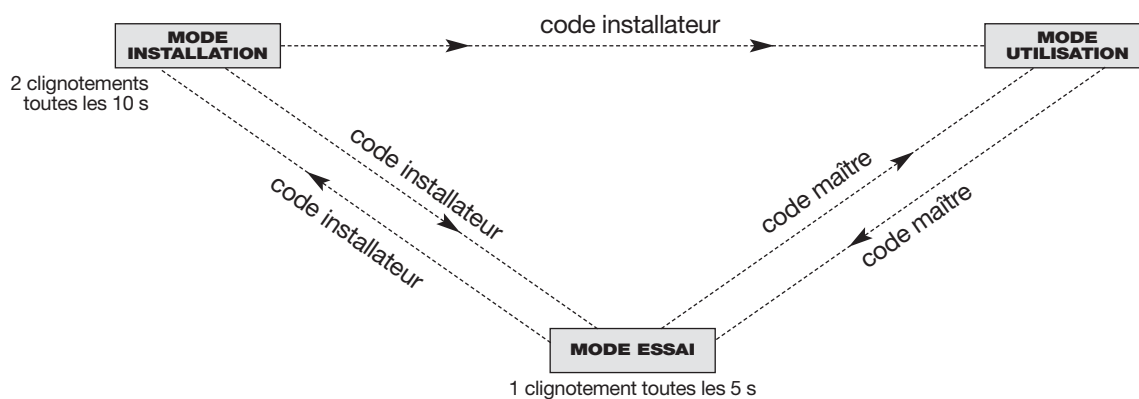 code installateur
MODE
INSTALLATION
MODE
UTILISATION
2 clignotements
toutes les 10 s
code installateur
code installateur
code maître
code maître
MODE ESSAI
1 clignotement toutes les 5 s